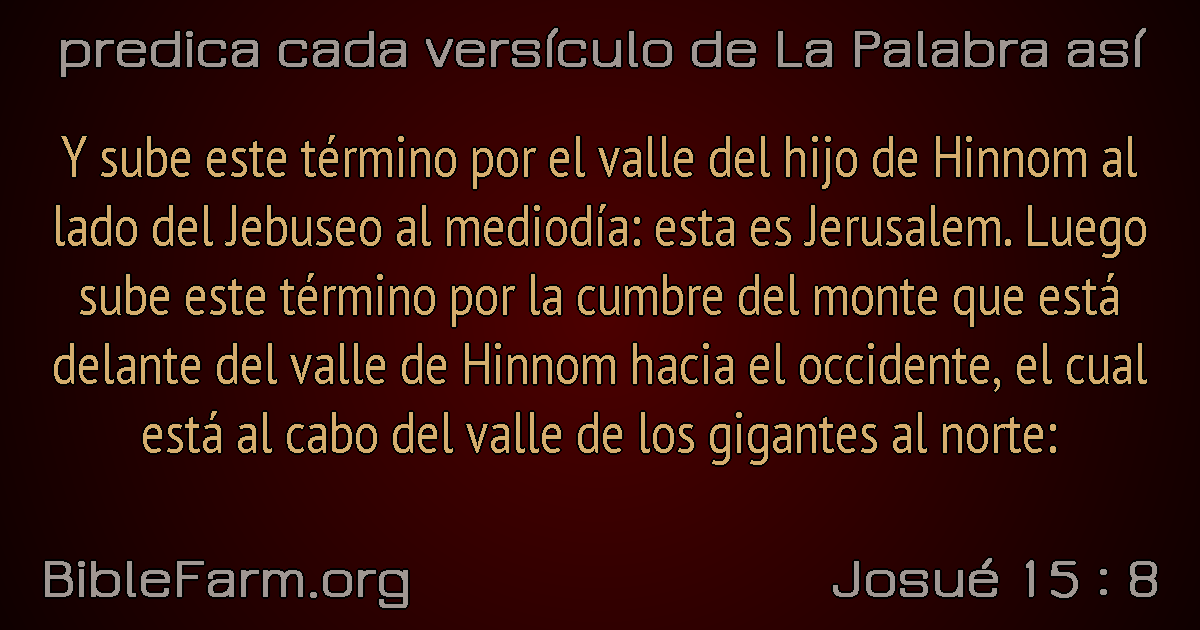 predica cada versículo de La Palabra así
Y sube este término por el valle del hijo de Hinnom al
lado del Jebuseo al mediodía: esta es Jerusalem. Luego
sube este término por la cumbre del monte que está
delante del valle de Hinnom hacia el occidente, el cual
está al cabo del valle de los gigantes al norte:
BibleFarm.org
Josué 15 : 8